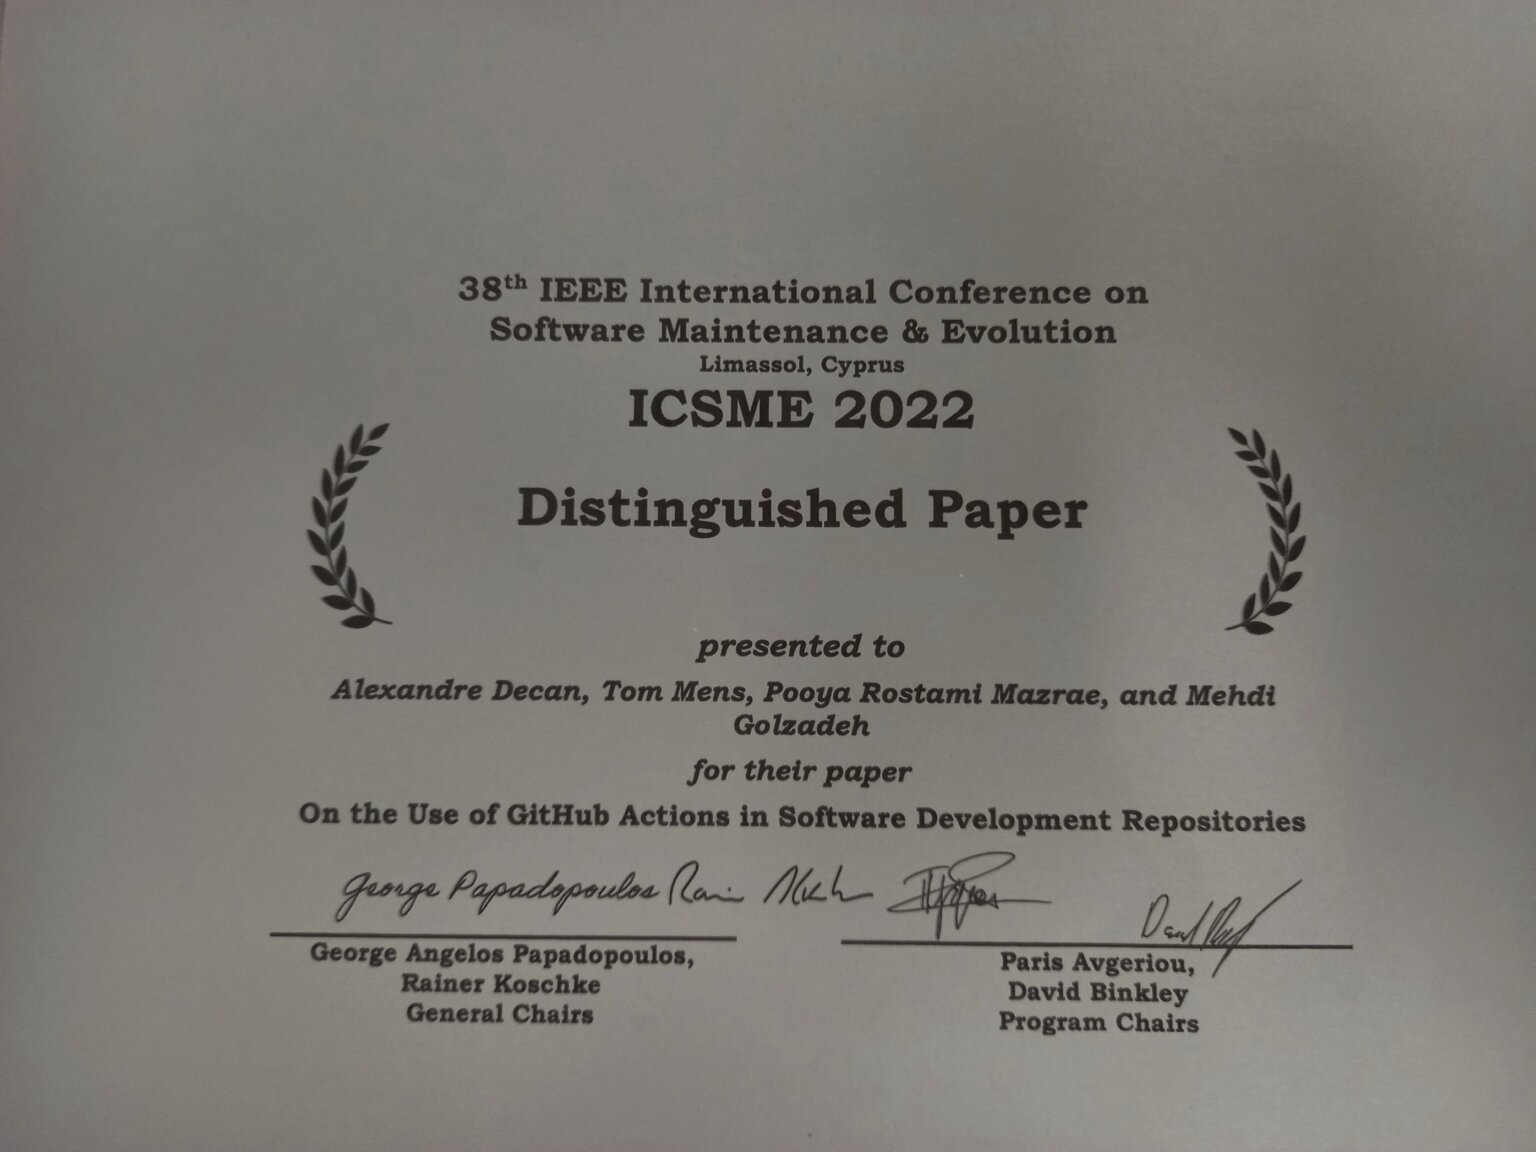 38th IEEE International Conference on
Software Maintenance & Evolution
Limassol, Cyprus
ICSME 2022
Distinguished Paper
presented to
Alexandre Decan, Tom Mens, Pooya Rostami Mazrae, and Mehdi
Golzadeh
for their paper
On the Use of GitHub Actions in Software Development Repositories
George Papadopoulos
George Angelos Papadopoulos,
Rainer Koschke
General Chairs
Paris Avgeriou,
David Binkley
Program Chairs